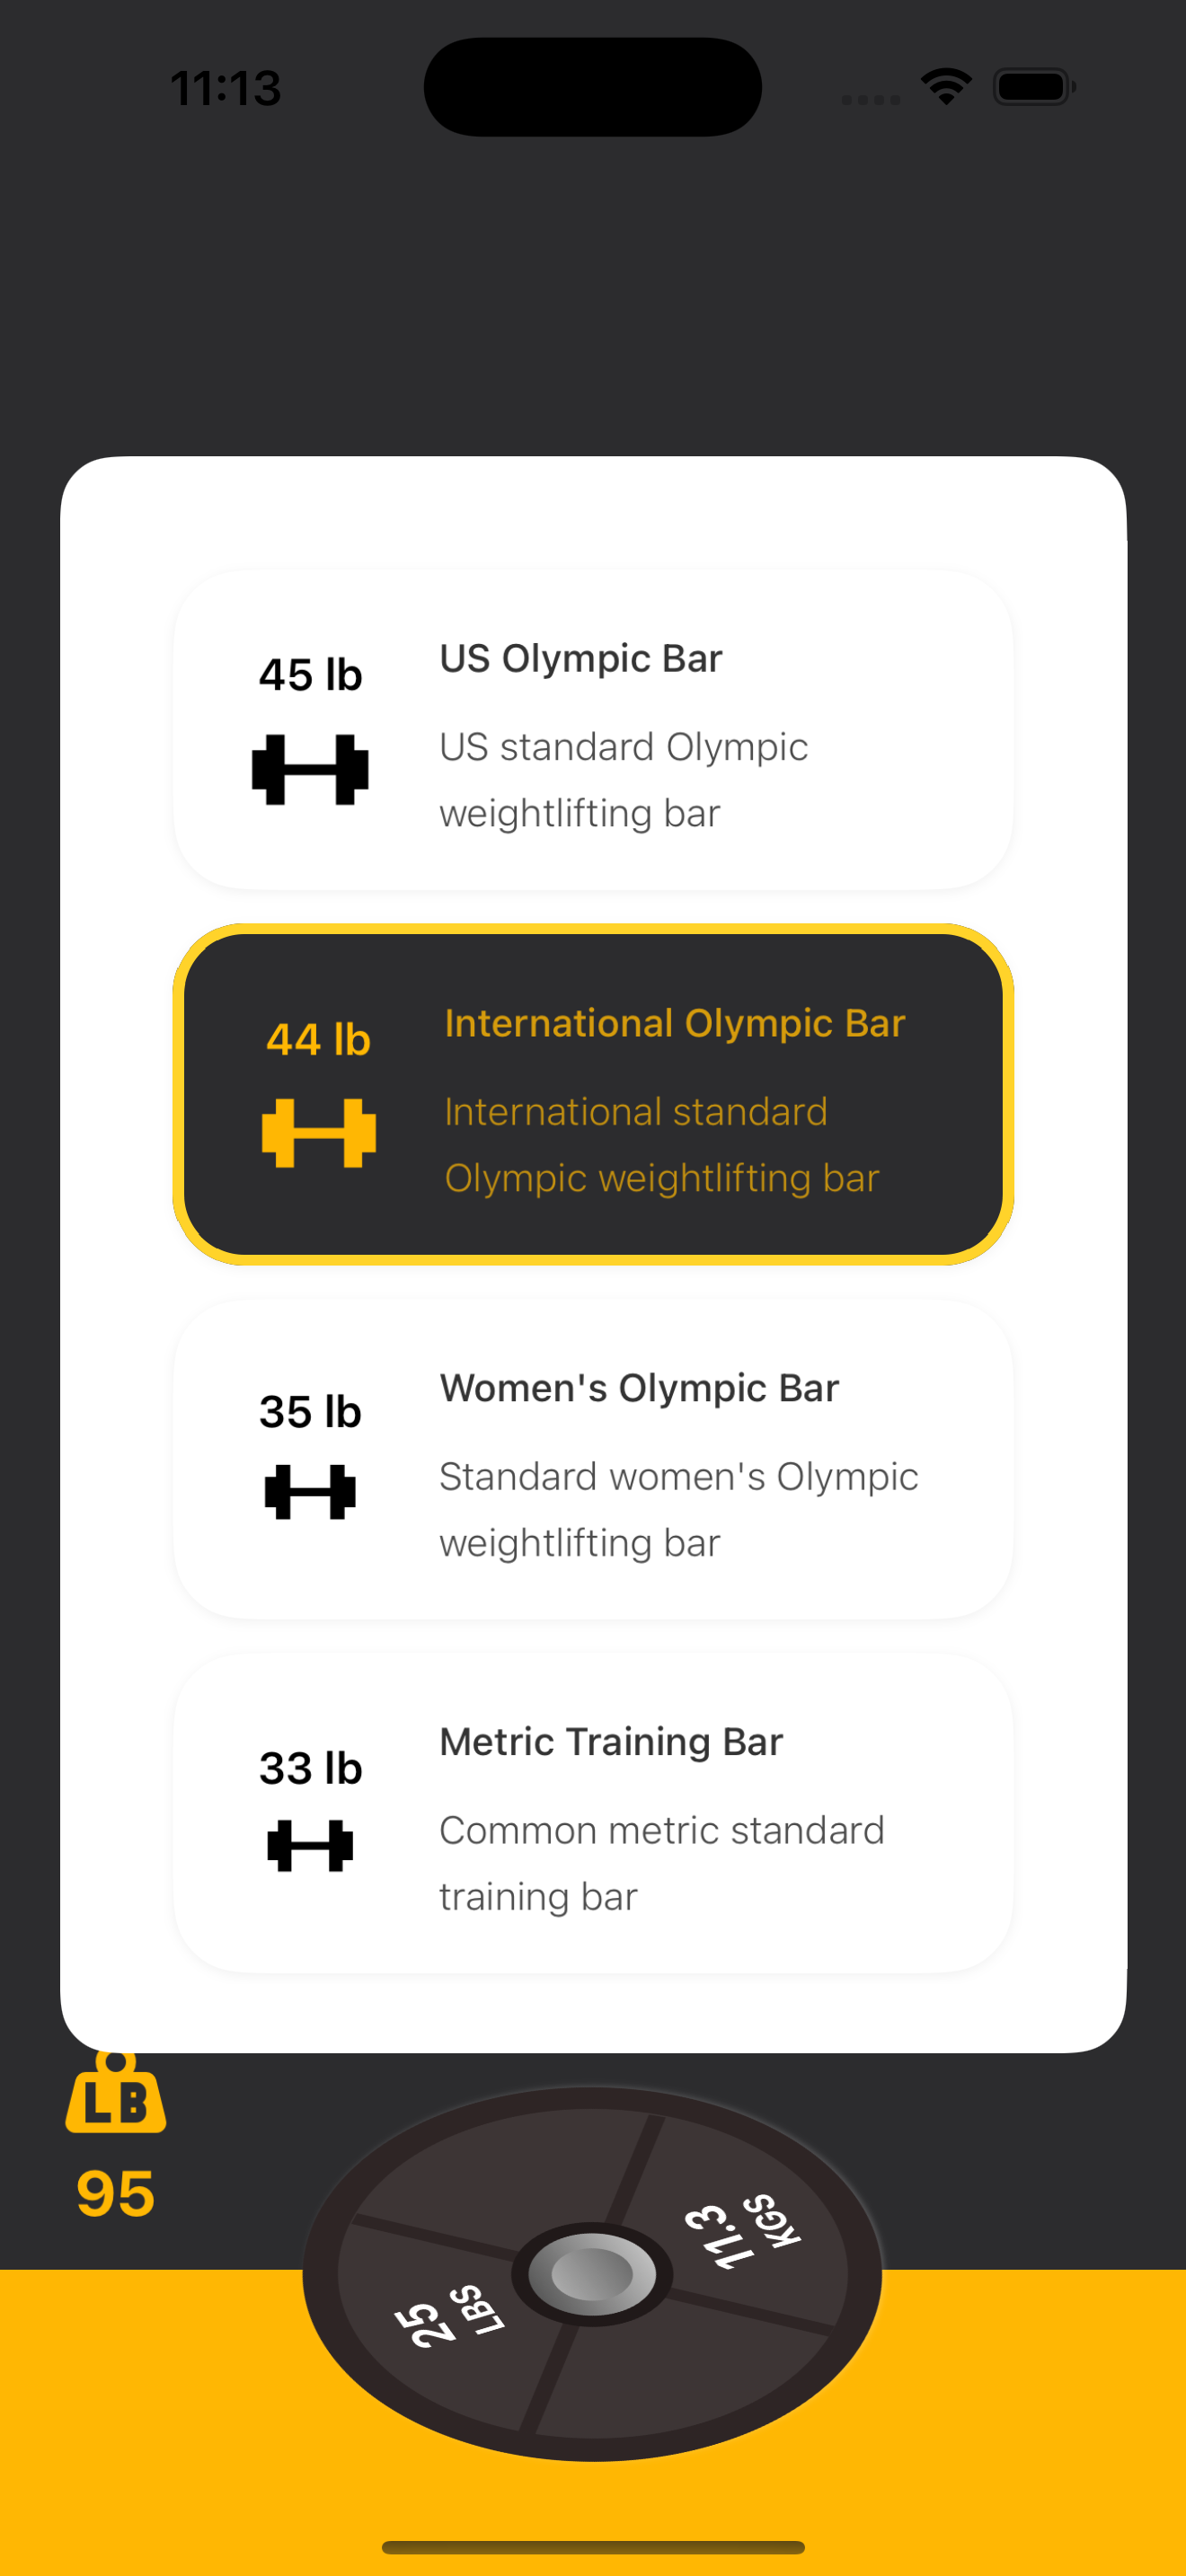 11:13
45 lb
US Olympic Bar
US standard Olympic
weightlifting bar
44 lb
International Olympic Bar
International standard
Olympic weightlifting bar
35 lb
Women's Olympic Bar
Standard women's Olympic
weightlifting bar
33 lb
Metric Training Bar
Common metric standard
training bar
LB
95
11.3
KGS
25
LBS